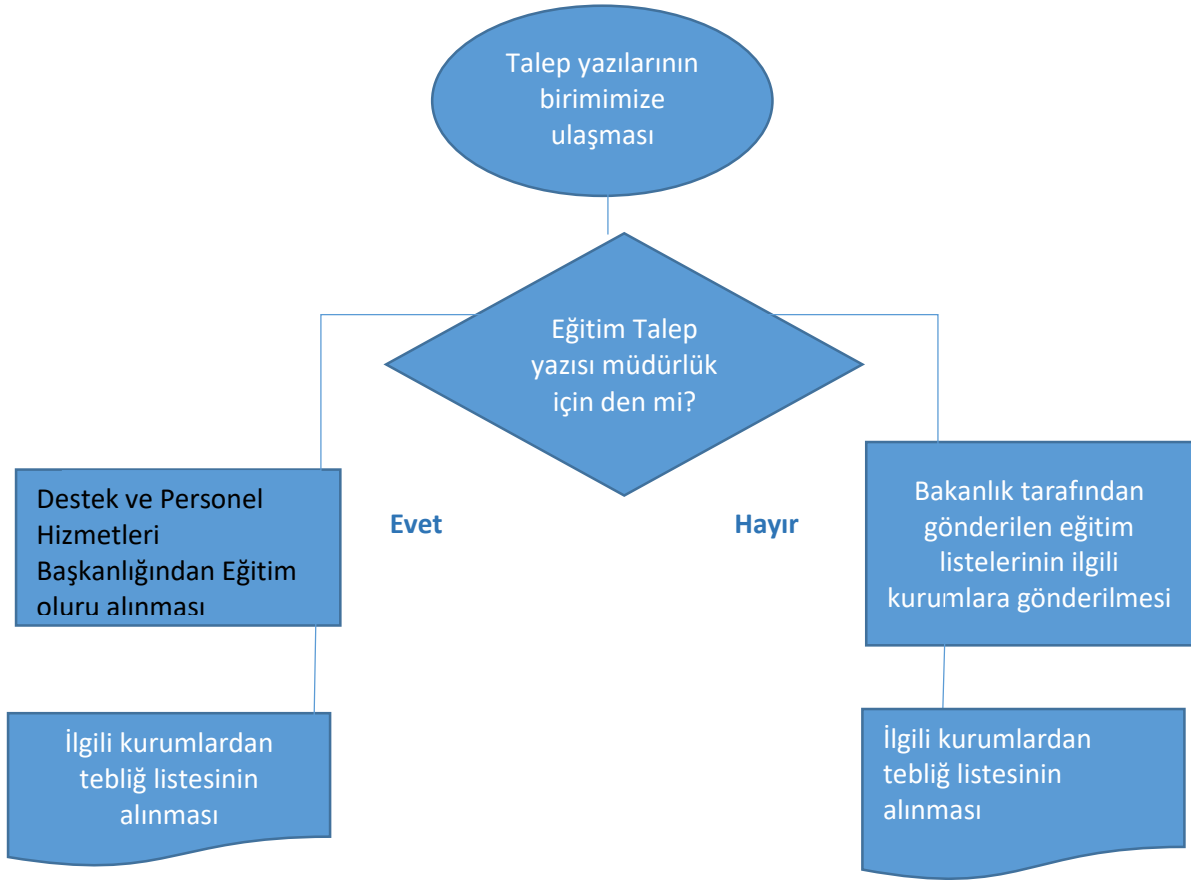 Talep yazılarının
birimimize
ulaşması
Eğitim Talep
yazısı müdürlük
için den mi?
Destek ve Personel
Hizmetleri
Başkanlığından Eğitim
oluru alınması
Evet
Hayır
Bakanlık tarafından
gönderilen eğitim
listelerinin ilgili
kurumlara gönderilmesi
İlgili kurumlardan
tebliğ listesinin
alınması
İlgili kurumlardan
tebliğ listesinin
alınması